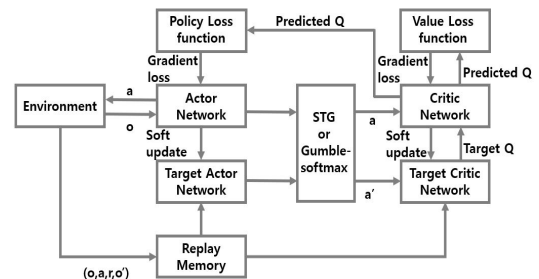 Policy Loss
function
Predicted Q
Value Loss
function
Gradient
loss
Gradient
loss
Predicted Q
Environment
a
o
Actor
Network
STG
or
Gumble-
softmax
a
Critic
Network
Soft
update
Soft
update
Target Q
Target Actor
Network
a′
Target Critic
Network
Replay
Memory
(o,a,r,o′)